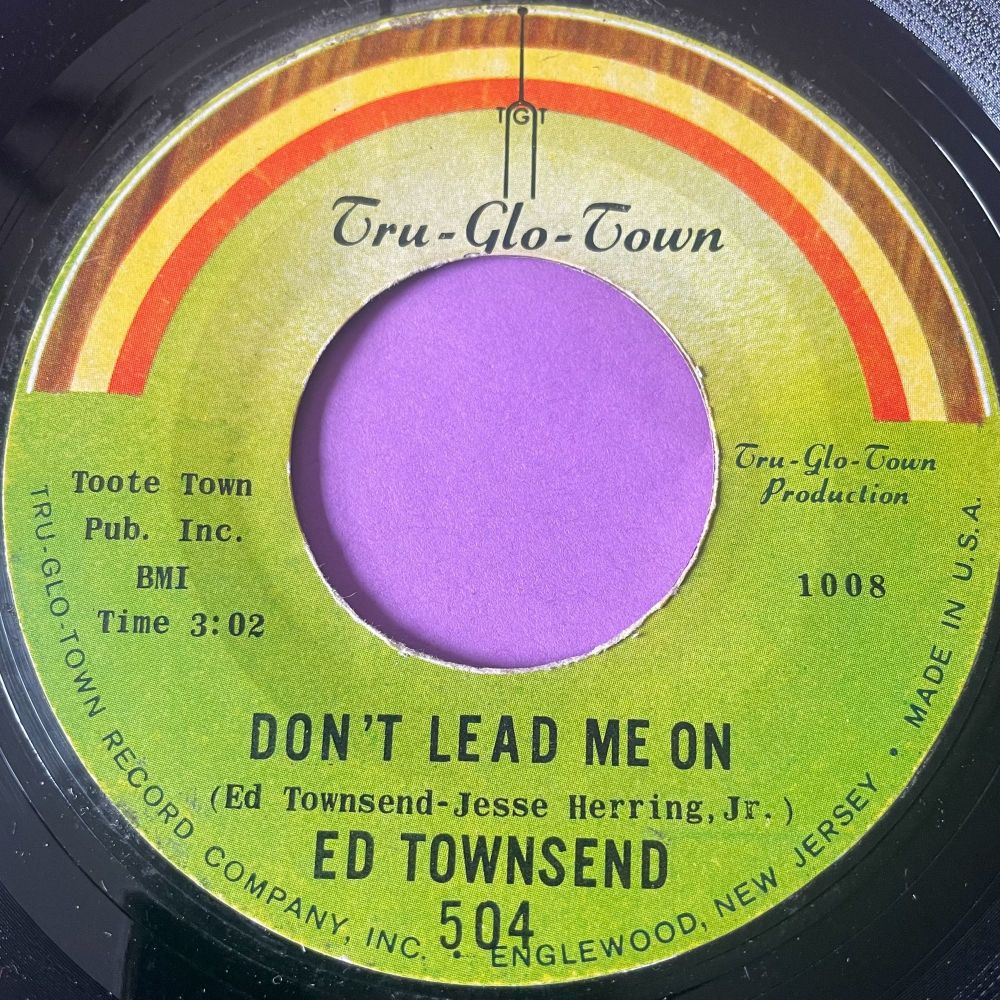 TGT
Tru-Glo-Town
Toote Town
Pub. Inc.
BMI
Time 3:02
Tru-Glo-Town
Production
1008
DON'T LEAD ME ON
(Ed Townsend-Jesse Herring,Jr.)
ED TOWNSEND
504
TRU-GLO-TOWN RECORD COMPANY, INC. • ENGLEWOOD, NEW JERSEY • MADE IN U.S.A.